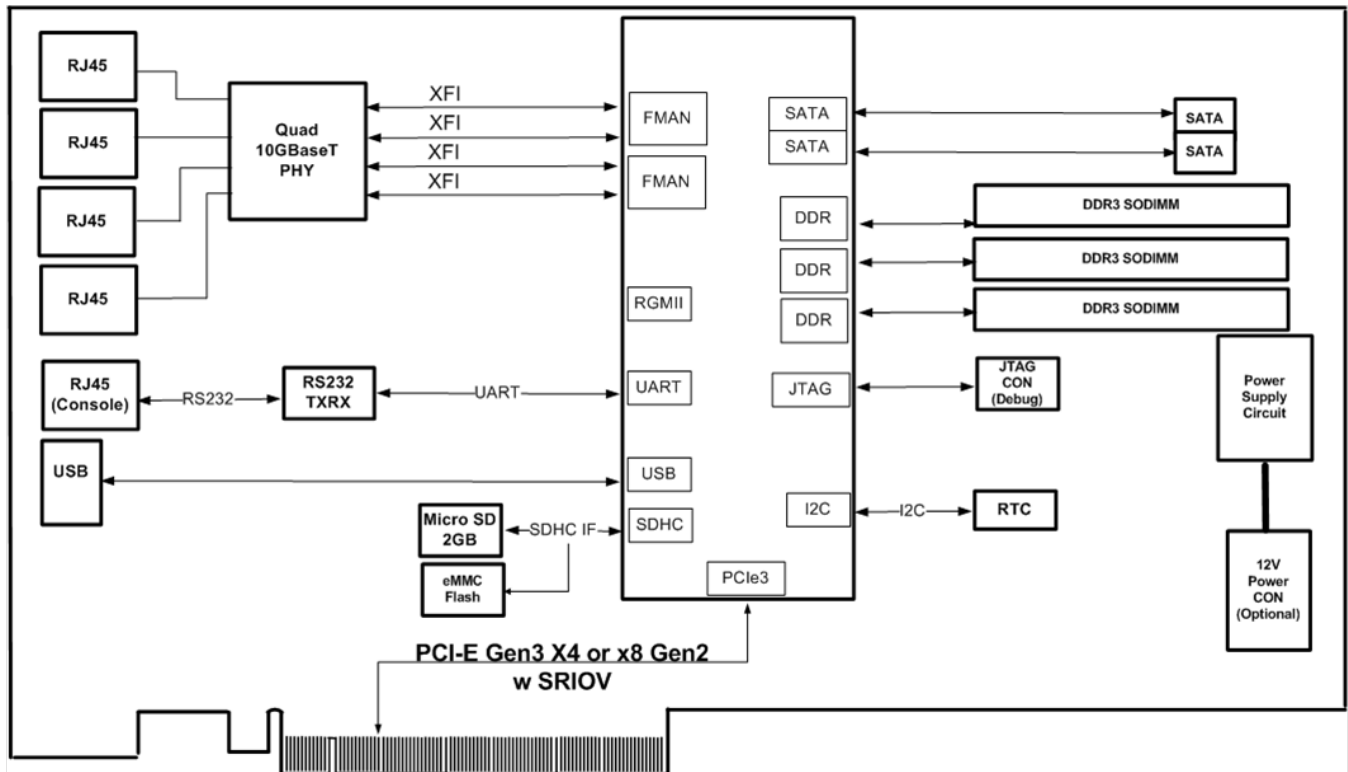 RJ45
RJ45
RJ45
RJ45
Quad
10GBaseT
PHY
XFI
XFI
XFI
XFI
FMAN
FMAN
RGMII
UART
USB
SDHC
PCIe3
SATA
SATA
DDR
DDR
DDR
JTAG
I2C
SATA
SATA
DDR3 SODIMM
DDR3 SODIMM
DDR3 SODIMM
JTAG
CON
(Debug)
I2C
RTC
Power
Supply
Circuit
12V
Power
CON
(Optional)
RJ45
(Console)
RS232
RS232
TXRX
UART
USB
Micro SD
2GB
SDHC IF
eMMC
Flash
PCI-E Gen3 X4 or x8 Gen2
w SRIOV